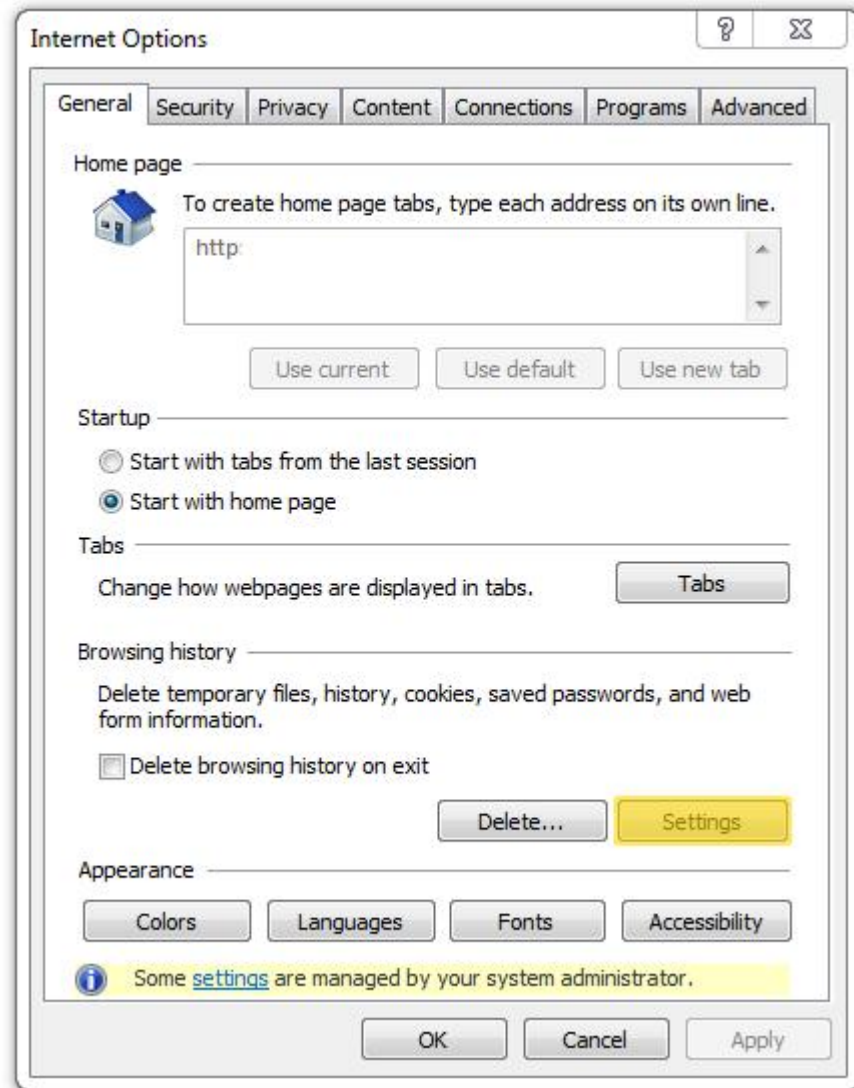 Internet Options
General Security Privacy Content Connections Programs Advanced
Home page
To create home page tabs, type each address on its own line.
http:
Use current Use default Use new tab
Startup
Start with tabs from the last session
Start with home page
Tabs
Change how webpages are displayed in tabs. Tabs
Browsing history
Delete temporary files, history, cookies, saved passwords, and web
form information.
Delete browsing history on exit
Delete... Settings
Appearance
Colors Languages Fonts Accessibility
Some settings are managed by your system administrator.
OK Cancel Apply